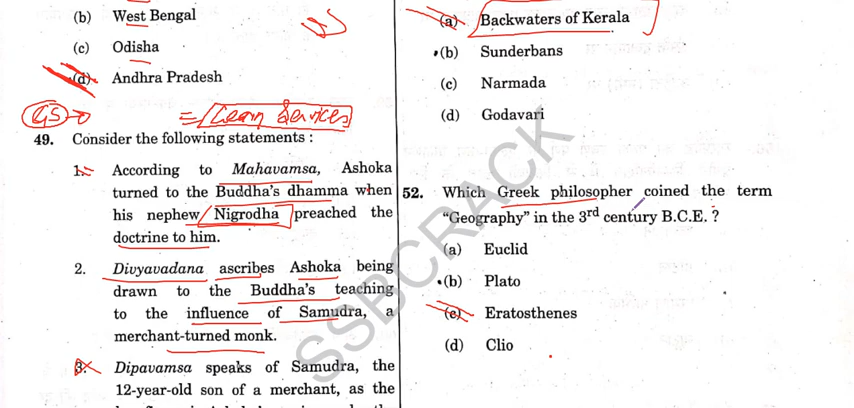 (b) West Bengal
(c) Odisha
(d) Andhra Pradesh
GS →
= Learn Services
49. Consider the following statements :
1. According to Mahavamsa, Ashoka
turned to the Buddha's dhamma when
his nephew Nigrodha preached the
doctrine to him.
2. Divyavadana ascribes Ashoka being
drawn to the Buddha's teaching
to the influence of Samudra, a
merchant-turned monk.
3. Dipavamsa speaks of Samudra, the
12-year-old son of a merchant, as the
(a) Backwaters of Kerala
(b) Sunderbans
(c) Narmada
(d) Godavari
52. Which Greek philosopher coined the term
"Geography" in the 3rd century B.C.E. ?
(a) Euclid
(b) Plato
(c) Eratosthenes
(d) Clio
SSBCRACK